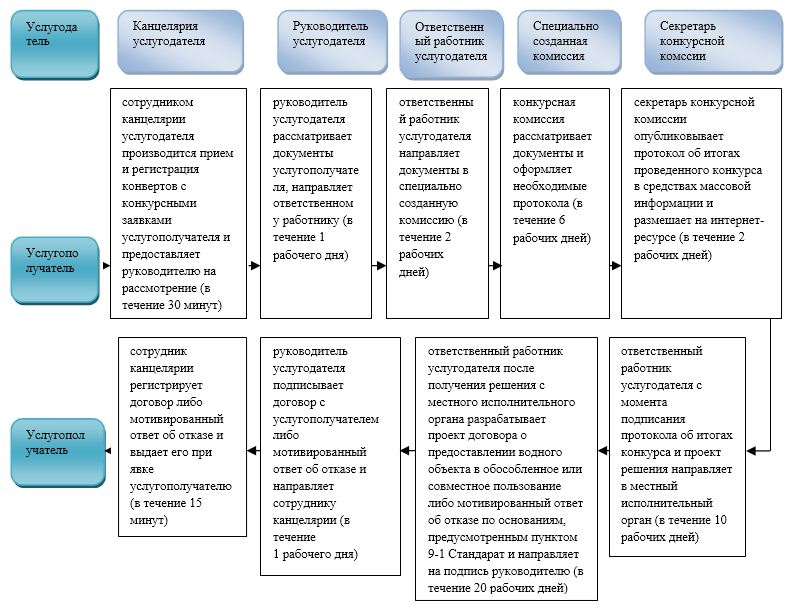 Услугода
тель
Канцелярия
услугодателя
Руководитель
услугодателя
Ответственн
ый работник
услугодателя
Специально
созданная
комиссия
Секретарь
конкурсной
комссии
Услугопо
лучатель
сотрудником
канцелярии
услугодателя
производится прием
и регистрация
конвертов с
конкурсными
заявками
услугополучателя и
предоставляет
руководителю на
рассмотрение (в
течение 30 минут)
руководитель
услугодателя
рассматривает
документы
услугополучате
ля, направляет
ответственном
у работнику (в
течение 1
рабочего дня)
ответственны
й работник
услугодателя
направляет
документы в
специально
созданную
комиссию (в
течение 2
рабочих
дней)
конкурсная
комиссия
рассматривает
документы и
оформляет
необходимые
протокола (в
течение 6
рабочих дней)
секретарь конкурсной
комиссии
опубликовывает
протокол об итогах
проведенного конкурса
в средствах массовой
информации и
размешает на интернет-
ресурсе (в течение 2
рабочих дней)
Услугопол
учатель
сотрудник
канцелярии
регистрирует
договор либо
мотивированный
ответ об отказе и
выдает его при
явке
услугополучателю
(в течение 15
минут)
руководитель
услугодателя
подписывает
договор с
услугополучателем
либо
мотивированный
ответ об отказе и
направляет
сотруднику
канцелярии (в
течение
1 рабочего дня)
ответственный работник
услугодателя после
получения решения с
местного исполнительного
органа разрабатывает
проект договора о
предоставлении водного
объекта в обособленное или
совместное пользование
либо мотивированный ответ
об отказе по основаниям,
предусмотренным пунктом
9-1 Стандарат и направляет
на подпись руководителю (в
течение 20 рабочих дней)
ответственный
работник
услугодателя с
момента
подписания
протокола об итогах
конкурса и проект
решения направляет
в местный
исполнительный
орган (в течение 10
рабочих дней)